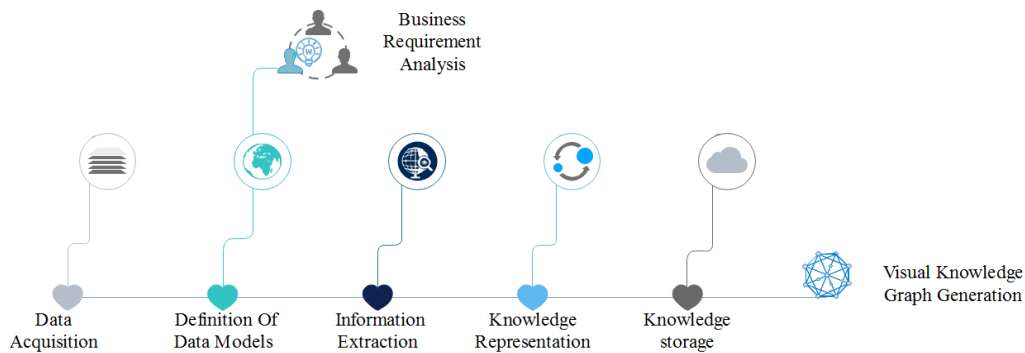 Business
Requirement
Analysis
W
Data
Acquisition
Definition Of
Data Models
Information
Extraction
Knowledge
Representation
Knowledge
storage
Visual Knowledge
Graph Generation